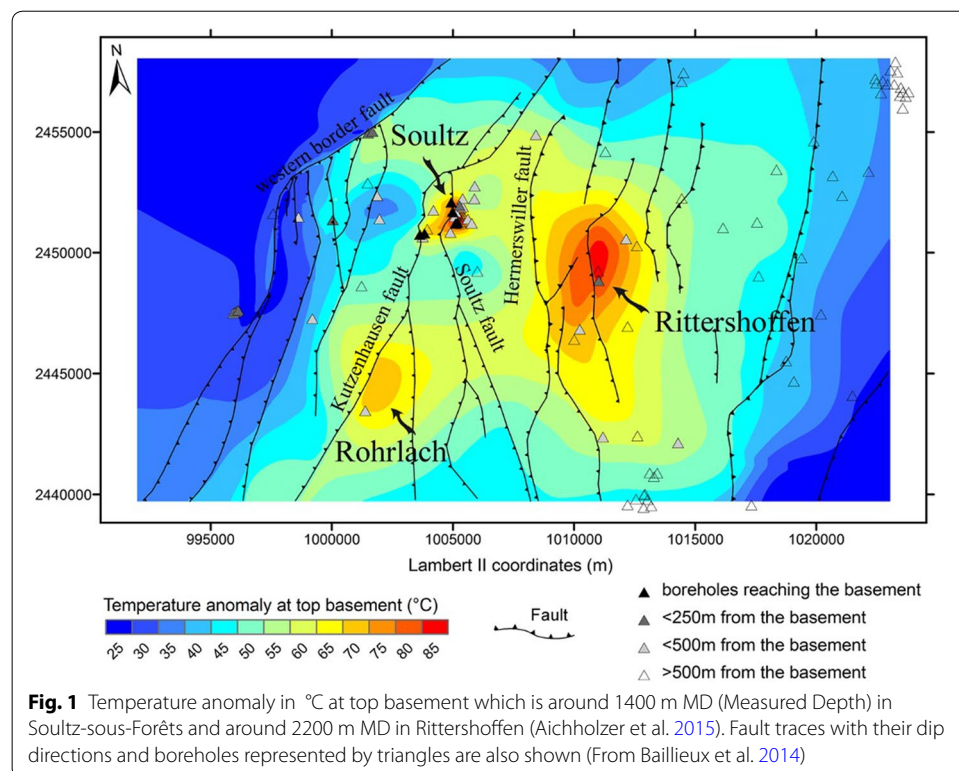 N
2455000
2450000
2445000
2440000
western border fault
Soultz
Hermerswiller fault
Soultz fault
Kutzenhausen fault
Rittershoffen
Rohrlach
995000 1000000 1005000 1010000 1015000 1020000
Lambert II coordinates (m)
Temperature anomaly at top basement (°C)
25 30 35 40 45 50 55 60 65 70 75 80 85
Fault
boreholes reaching the basement
<250m from the basement
<500m from the basement
>500m from the basement
Fig. 1 Temperature anomaly in °C at top basement which is around 1400 m MD (Measured Depth) in
Soultz-sous-Forêts and around 2200 m MD in Rittershoffen (Aichholzer et al. 2015). Fault traces with their dip
directions and boreholes represented by triangles are also shown (From Baillieux et al. 2014)